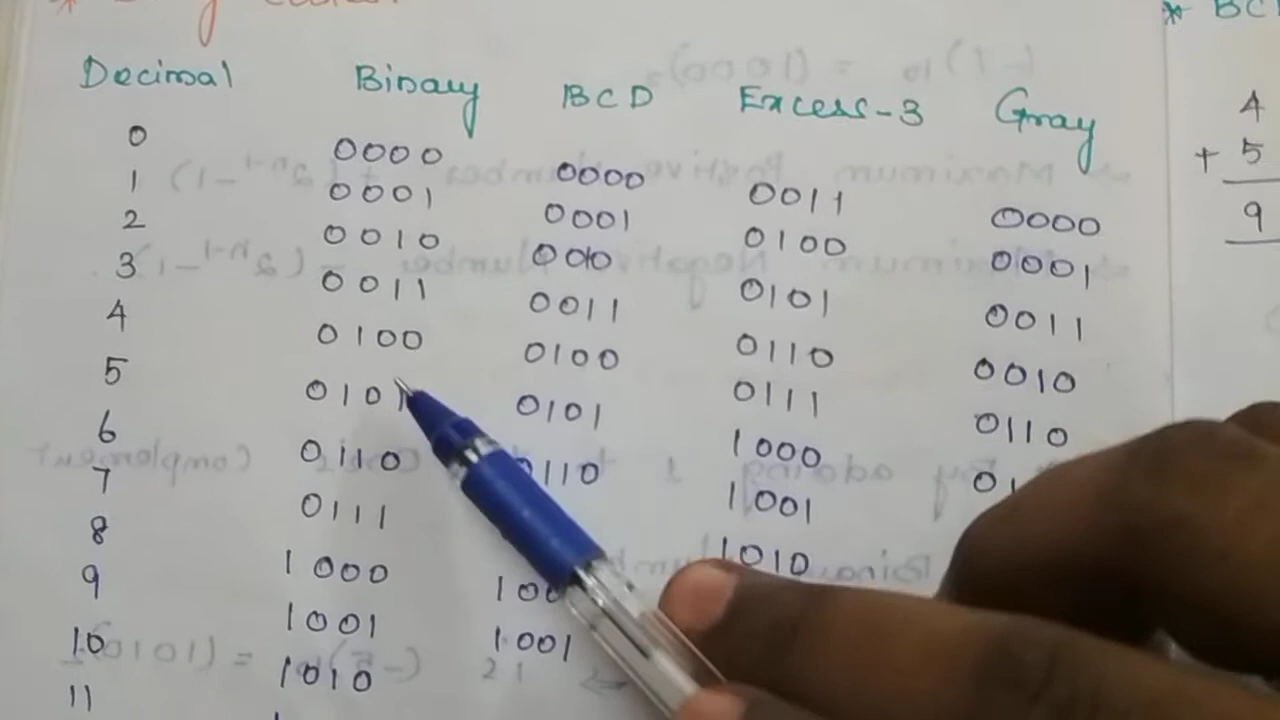 Decimal Binary BCD Excess-3 Gray
0 0000 0000 0011 0000
1 0001 0001 0100 0001
2 0010 0010 0101 0011
3 0011 0011 0110 0010
4 0100 0100 0111 0110
5 0101 0101 1000
6 0110 0110 1001
7 0111 1010
8 1000
9 1001 1001
10 1010
11
* BC
4
+ 5
9